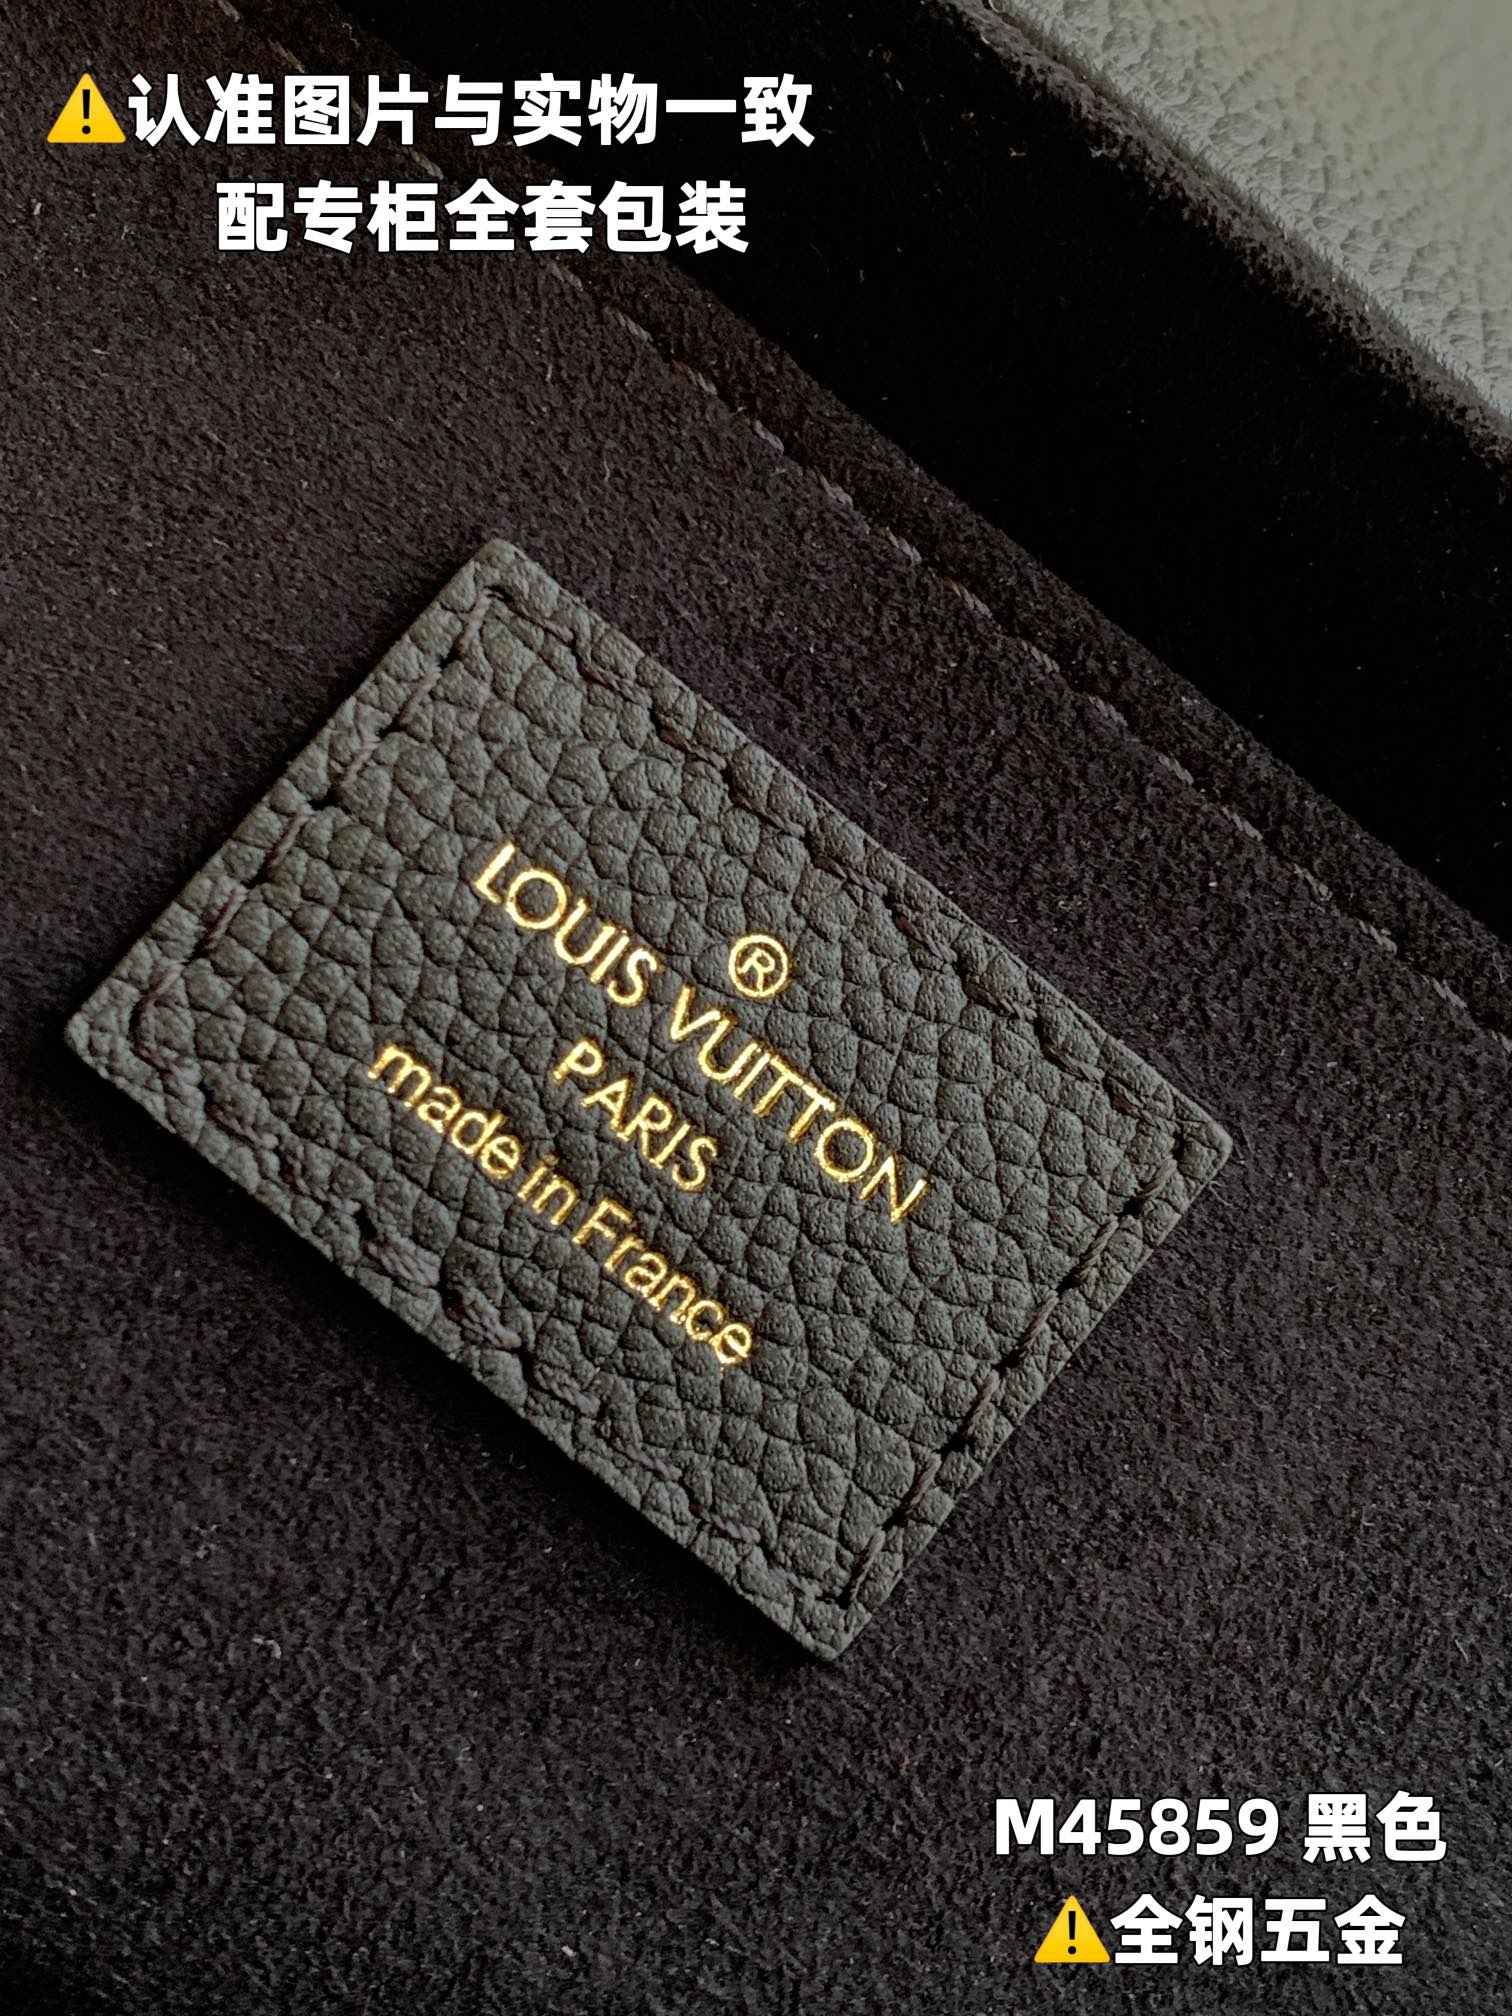 ⚠️认准图片与实物一致
配专柜全套包装
®
LOUIS VUITTON
PARIS
made in France
M45859 黑色
⚠️全钢五金